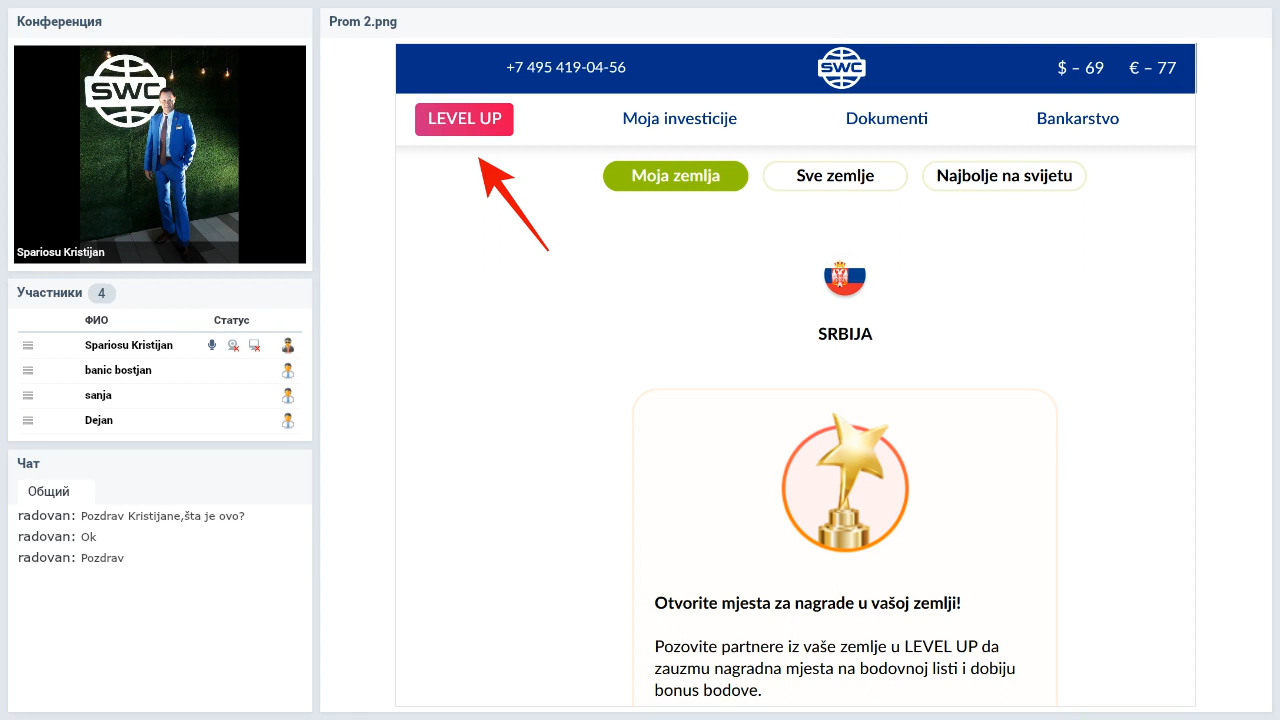 Конференция
SWC
Spariosu Kristijan
Участники 4
ФИО Статус
Spariosu Kristijan
banic bostjan
sanja
Dejan
Чат
Общий
radovan: Pozdrav Kristijane,šta je ovo?
radovan: Ok
radovan: Pozdrav
Prom 2.png
+7 495 419-04-56
SWC
$ – 69 € – 77
LEVEL UP Moja investicije Dokumenti Bankarstvo
Moja zemlja Sve zemlje Najbolje na svijetu
SRBIJA
Otvorite mjesta za nagrade u vašoj zemlji!
Pozovite partnere iz vaše zemlje u LEVEL UP da
zauzmu nagradna mjesta na bodovnoj listi i dobiju
bonus bodove.